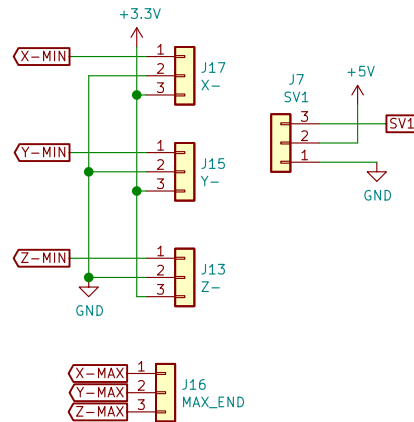 +3.3V
X-MIN
1
2
3
J17
X-
Y-MIN
1
2
3
J15
Y-
Z-MIN
1
2
3
J13
Z-
GND
J7
SV1
+5V
3
2
1
SV1
GND
X-MAX
Y-MAX
Z-MAX
1
2
3
J16
MAX_END